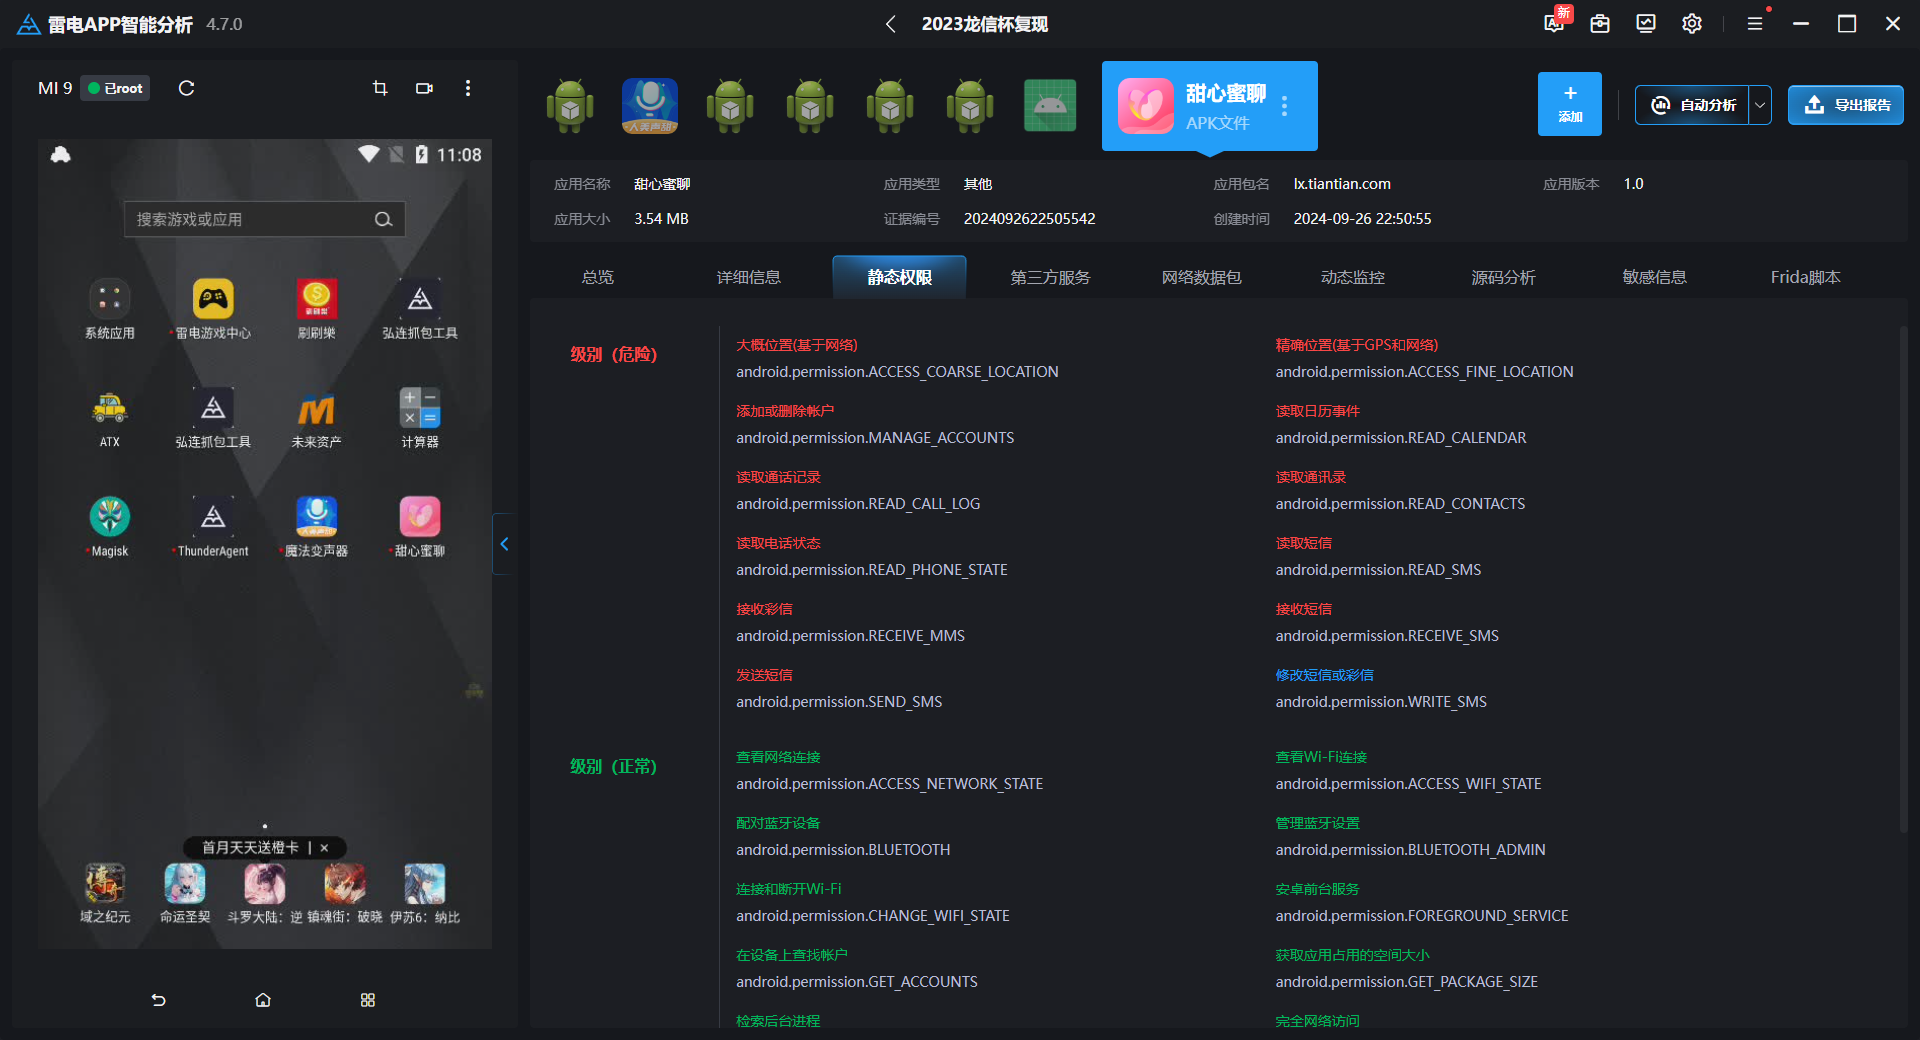 雷电APP智能分析 4.7.0
2023龙信杯复现
新
MI 9 已root
11:08
搜索游戏或应用
系统应用 雷电游戏中心 刷刷樂 弘连抓包工具
ATX 弘连抓包工具 未来资产 计算器
人类声甜
Magisk ThunderAgent 魔法变声器 甜心蜜聊
首月天天送橙卡 | ×
域之纪元 命运圣契 斗罗大陆：逆 镇魂街：破晓 伊苏6：纳比
人类声甜
甜心蜜聊
APK文件
+
添加
自动分析
导出报告
应用名称 甜心蜜聊 应用类型 其他 应用包名 lx.tiantian.com 应用版本 1.0
应用大小 3.54 MB 证据编号 2024092622505542 创建时间 2024-09-26 22:50:55
总览 详细信息 静态权限 第三方服务 网络数据包 动态监控 源码分析 敏感信息 Frida脚本
级别（危险）
大概位置(基于网络) 精确位置(基于GPS和网络)
android.permission.ACCESS_COARSE_LOCATION android.permission.ACCESS_FINE_LOCATION
添加或删除帐户 读取日历事件
android.permission.MANAGE_ACCOUNTS android.permission.READ_CALENDAR
读取通话记录 读取通讯录
android.permission.READ_CALL_LOG android.permission.READ_CONTACTS
读取电话状态 读取短信
android.permission.READ_PHONE_STATE android.permission.READ_SMS
接收彩信 接收短信
android.permission.RECEIVE_MMS android.permission.RECEIVE_SMS
发送短信 修改短信或彩信
android.permission.SEND_SMS android.permission.WRITE_SMS
级别（正常）
查看网络连接 查看Wi-Fi连接
android.permission.ACCESS_NETWORK_STATE android.permission.ACCESS_WIFI_STATE
配对蓝牙设备 管理蓝牙设置
android.permission.BLUETOOTH android.permission.BLUETOOTH_ADMIN
连接和断开Wi-Fi 安卓前台服务
android.permission.CHANGE_WIFI_STATE android.permission.FOREGROUND_SERVICE
在设备上查找帐户 获取应用占用的空间大小
android.permission.GET_ACCOUNTS android.permission.GET_PACKAGE_SIZE
检索后台进程 完全网络访问